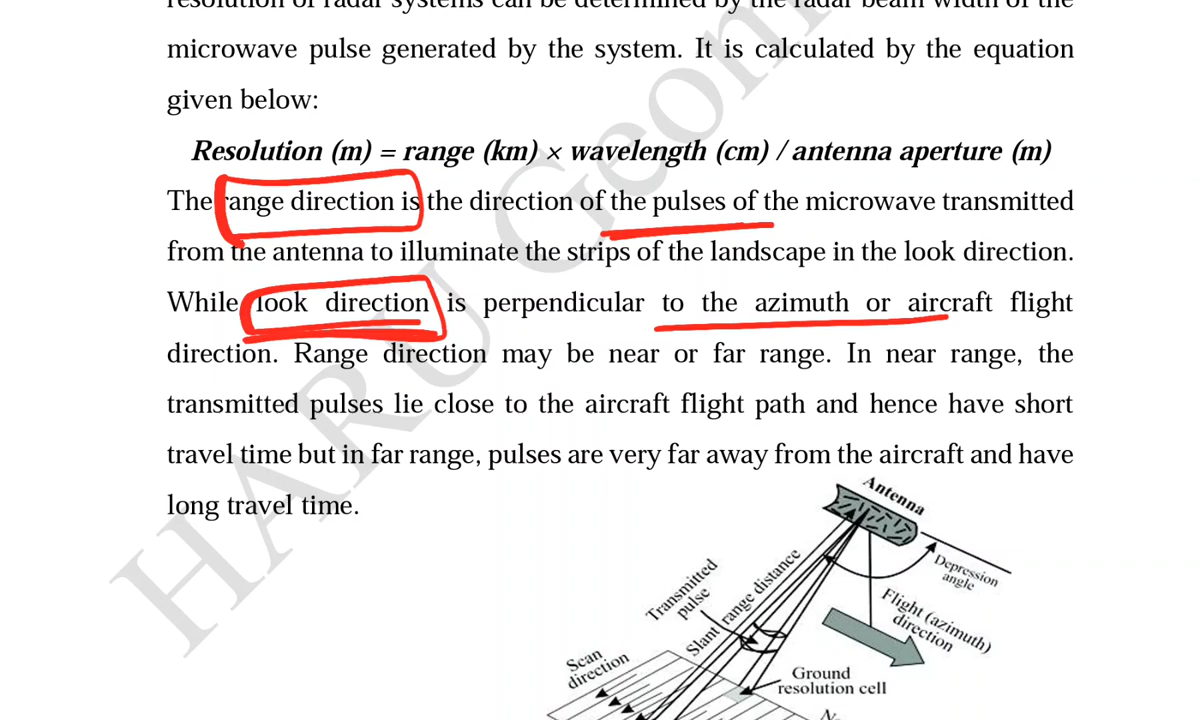 resolution of radar systems can be determined by the radar beam width of the
microwave pulse generated by the system. It is calculated by the equation
given below:
Resolution (m) = range (km) × wavelength (cm) / antenna aperture (m)
The range direction is the direction of the pulses of the microwave transmitted
from the antenna to illuminate the strips of the landscape in the look direction.
While look direction is perpendicular to the azimuth or aircraft flight
direction. Range direction may be near or far range. In near range, the
transmitted pulses lie close to the aircraft flight path and hence have short
travel time but in far range, pulses are very far away from the aircraft and have
long travel time.
HARU Geom
Antenna
Depression
angle
Transmitted
pulse
Slant range distance
Flight (azimuth)
direction
Scan
direction
Ground
resolution cell